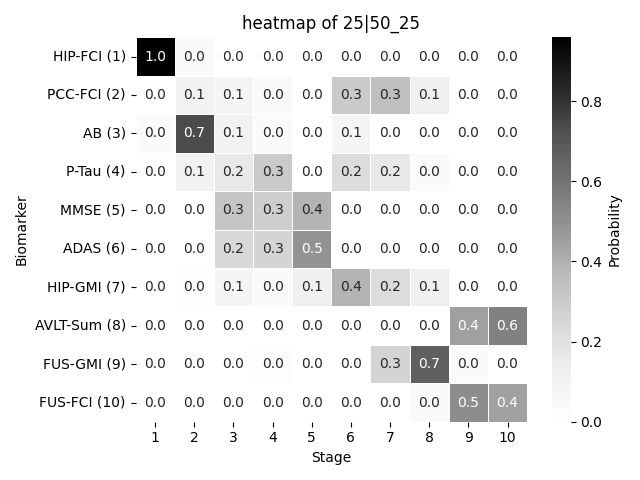 heatmap of 25|50_25
HIP-FCI (1) 1.0 0.0 0.0 0.0 0.0 0.0 0.0 0.0 0.0 0.0
PCC-FCI (2) 0.0 0.1 0.1 0.0 0.0 0.3 0.3 0.1 0.0 0.0
AB (3) 0.0 0.7 0.1 0.0 0.0 0.1 0.0 0.0 0.0 0.0
P-Tau (4) 0.0 0.1 0.2 0.3 0.0 0.2 0.2 0.0 0.0 0.0
MMSE (5) 0.0 0.0 0.3 0.3 0.4 0.0 0.0 0.0 0.0 0.0
ADAS (6) 0.0 0.0 0.2 0.3 0.5 0.0 0.0 0.0 0.0 0.0
HIP-GMI (7) 0.0 0.0 0.1 0.0 0.1 0.4 0.2 0.1 0.0 0.0
AVLT-Sum (8) 0.0 0.0 0.0 0.0 0.0 0.0 0.0 0.0 0.4 0.6
FUS-GMI (9) 0.0 0.0 0.0 0.0 0.0 0.0 0.3 0.7 0.0 0.0
FUS-FCI (10) 0.0 0.0 0.0 0.0 0.0 0.0 0.0 0.0 0.5 0.4
1 2 3 4 5 6 7 8 9 10
Stage
Biomarker
0.8
0.6
0.4
0.2
0.0
Probability